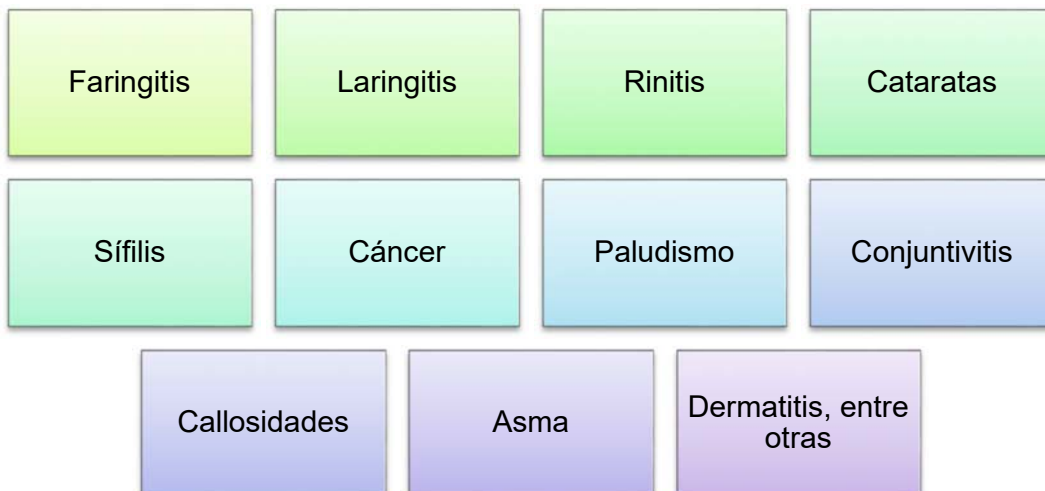 Faringitis
Laringitis
Rinitis
Cataratas
Sífilis
Cáncer
Paludismo
Conjuntivitis
Callosidades
Asma
Dermatitis, entre
otras